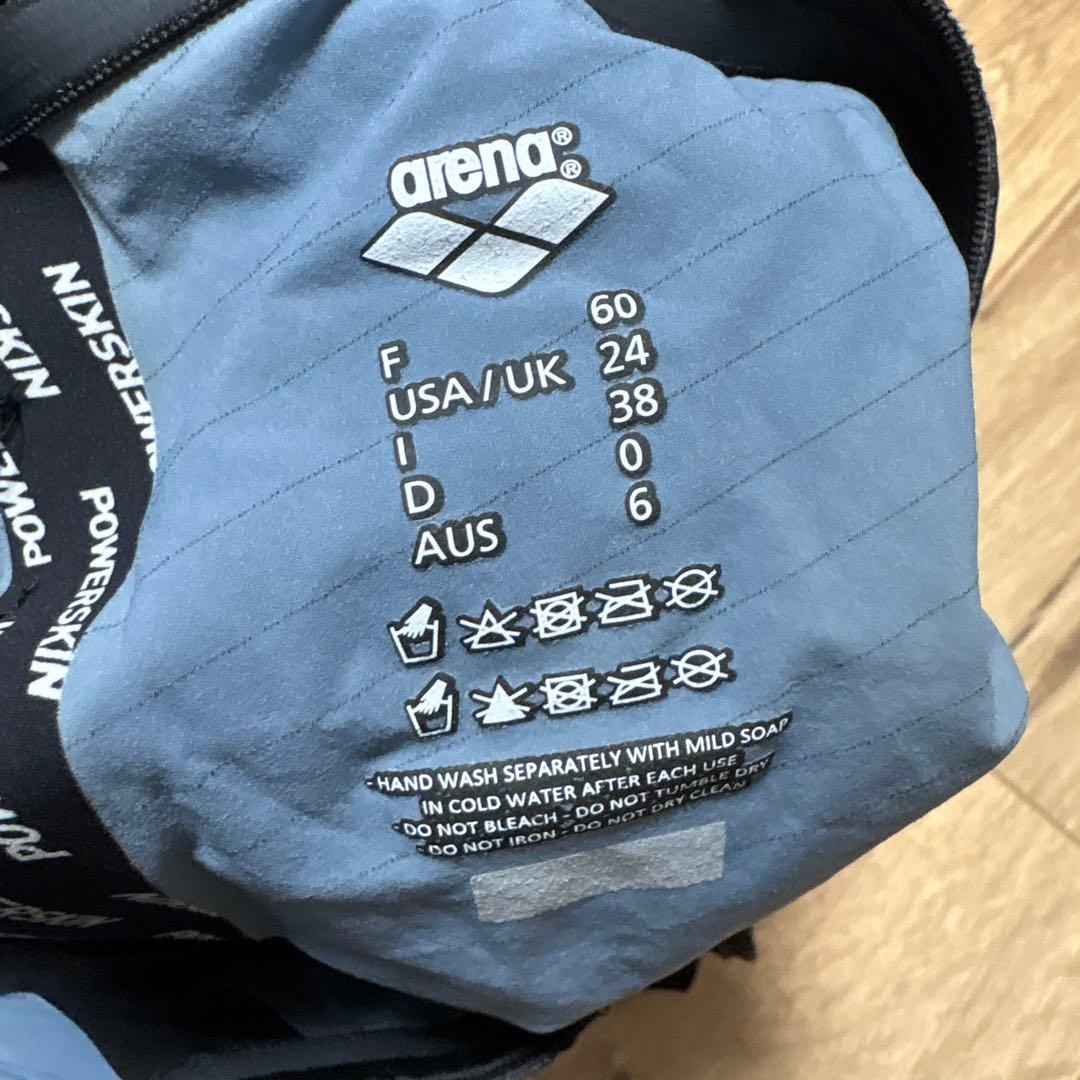 arena®
®
F 60
USA / UK 24
I 38
D 0
AUS 6
- HAND WASH SEPARATELY WITH MILD SOAP
IN COLD WATER AFTER EACH USE
- DO NOT BLEACH - DO NOT TUMBLE DRY
- DO NOT IRON - DO NOT DRY CLEAN
POWERSKIN
POWERSKIN